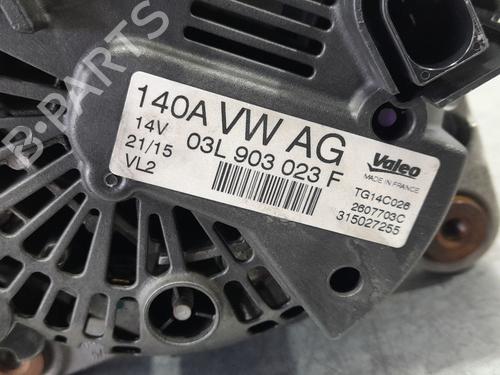 B-PARTS
140A VW AG
14V 03L 903 023 F
21/15
VL2
Valeo
MADE IN FRANCE
TG14C026
2607703C
315027255